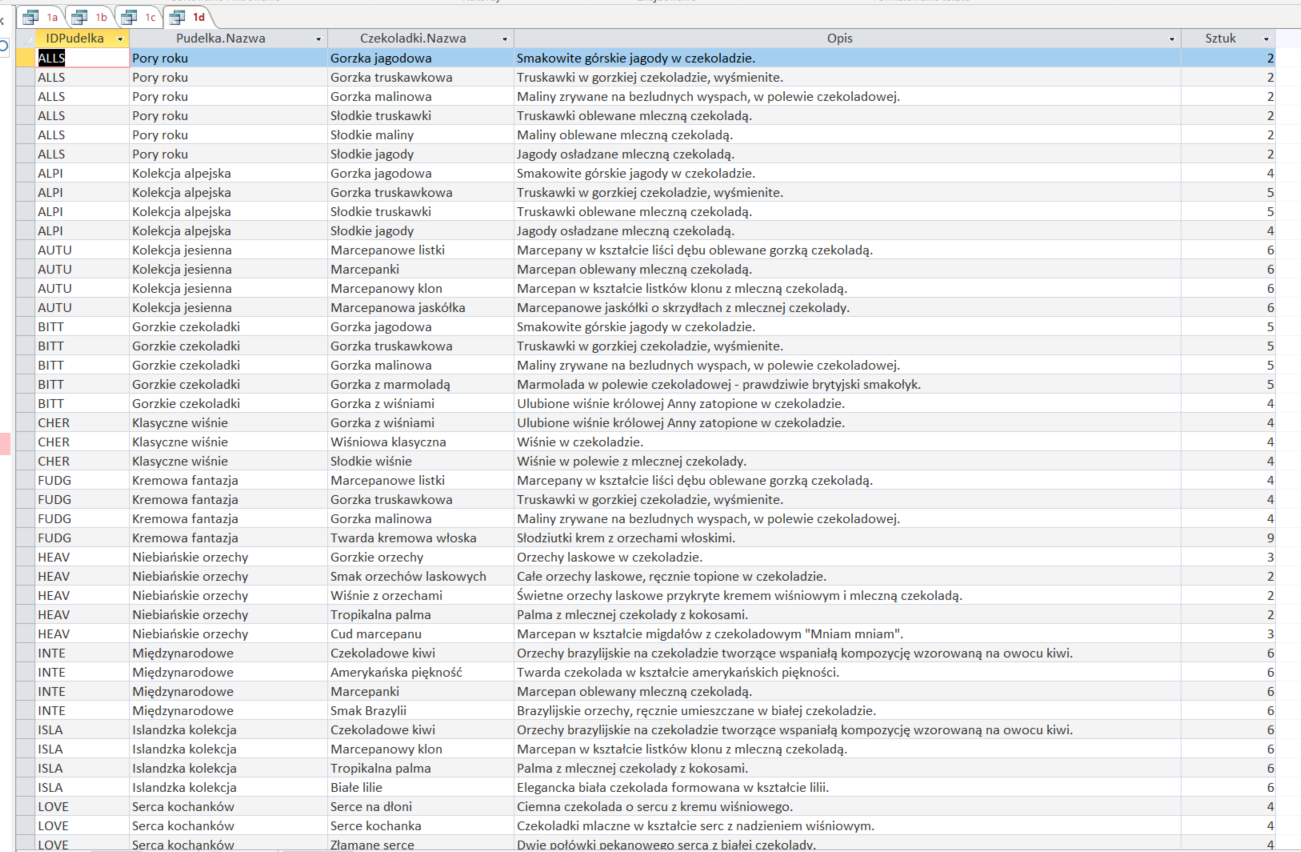 1a 1b 1c 1d
IDPudelka Pudelka.Nazwa Czekoladki.Nazwa Opis Sztuk
ALLS Pory roku Gorzka jagodowa Smakowite górskie jagody w czekoladzie. 2
ALLS Pory roku Gorzka truskawkowa Truskawki w gorzkiej czekoladzie, wyśmienite. 2
ALLS Pory roku Gorzka malinowa Maliny zrywane na bezludnych wyspach, w polewie czekoladowej. 2
ALLS Pory roku Słodkie truskawki Truskawki oblewane mleczną czekoladą. 2
ALLS Pory roku Słodkie maliny Maliny oblewane mleczną czekoladą. 2
ALLS Pory roku Słodkie jagody Jagody osładzane mleczną czekoladą. 2
ALPI Kolekcja alpejska Gorzka jagodowa Smakowite górskie jagody w czekoladzie. 4
ALPI Kolekcja alpejska Gorzka truskawkowa Truskawki w gorzkiej czekoladzie, wyśmienite. 5
ALPI Kolekcja alpejska Słodkie truskawki Truskawki oblewane mleczną czekoladą. 5
ALPI Kolekcja alpejska Słodkie jagody Jagody osładzane mleczną czekoladą. 4
AUTU Kolekcja jesienna Marcepanowe listki Marcepany w kształcie liści dębu oblewane gorzką czekoladą. 6
AUTU Kolekcja jesienna Marcepanki Marcepan oblewany mleczną czekoladą. 6
AUTU Kolekcja jesienna Marcepanowy klon Marcepan w kształcie listków klonu z mleczną czekoladą. 6
AUTU Kolekcja jesienna Marcepanowa jaskółka Marcepanowe jaskółki o skrzydłach z mlecznej czekolady. 6
BITT Gorzkie czekoladki Gorzka jagodowa Smakowite górskie jagody w czekoladzie. 5
BITT Gorzkie czekoladki Gorzka truskawkowa Truskawki w gorzkiej czekoladzie, wyśmienite. 5
BITT Gorzkie czekoladki Gorzka malinowa Maliny zrywane na bezludnych wyspach, w polewie czekoladowej. 5
BITT Gorzkie czekoladki Gorzka z marmoladą Marmolada w polewie czekoladowej - prawdziwie brytyjski smakołyk. 5
BITT Gorzkie czekoladki Gorzka z wiśniami Ulubione wiśnie królowej Anny zatopione w czekoladzie. 4
CHER Klasyczne wiśnie Gorzka z wiśniami Ulubione wiśnie królowej Anny zatopione w czekoladzie. 4
CHER Klasyczne wiśnie Wiśniowa klasyczna Wiśnie w czekoladzie. 4
CHER Klasyczne wiśnie Słodkie wiśnie Wiśnie w polewie z mlecznej czekolady. 4
FUDG Kremowa fantazja Marcepanowe listki Marcepany w kształcie liści dębu oblewane gorzką czekoladą. 4
FUDG Kremowa fantazja Gorzka truskawkowa Truskawki w gorzkiej czekoladzie, wyśmienite. 4
FUDG Kremowa fantazja Gorzka malinowa Maliny zrywane na bezludnych wyspach, w polewie czekoladowej. 4
FUDG Kremowa fantazja Twarda kremowa włoska Słodziutki krem z orzechami włoskimi. 9
HEAV Niebiańskie orzechy Gorzkie orzechy Orzechy laskowe w czekoladzie. 3
HEAV Niebiańskie orzechy Smak orzechów laskowych Całe orzechy laskowe, ręcznie topione w czekoladzie. 2
HEAV Niebiańskie orzechy Wiśnie z orzechami Świetne orzechy laskowe przykryte kremem wiśniowym i mleczną czekoladą. 2
HEAV Niebiańskie orzechy Tropikalna palma Palma z mlecznej czekolady z kokosami. 2
HEAV Niebiańskie orzechy Cud marcepanu Marcepan w kształcie migdałów z czekoladowym "Mniam mniam". 3
INTE Międzynarodowe Czekoladowe kiwi Orzechy brazylijskie na czekoladzie tworzące wspaniałą kompozycję wzorowaną na owocu kiwi. 6
INTE Międzynarodowe Amerykańska piękność Twarda czekolada w kształcie amerykańskich piękności. 6
INTE Międzynarodowe Marcepanki Marcepan oblewany mleczną czekoladą. 6
INTE Międzynarodowe Smak Brazylii Brazylijskie orzechy, ręcznie umieszczane w białej czekoladzie. 6
ISLA Islandzka kolekcja Czekoladowe kiwi Orzechy brazylijskie na czekoladzie tworzące wspaniałą kompozycję wzorowaną na owocu kiwi. 6
ISLA Islandzka kolekcja Marcepanowy klon Marcepan w kształcie listków klonu z mleczną czekoladą. 6
ISLA Islandzka kolekcja Tropikalna palma Palma z mlecznej czekolady z kokosami. 6
ISLA Islandzka kolekcja Białe lilie Elegancka biała czekolada formowana w kształcie lilii. 6
LOVE Serca kochanków Serce na dłoni Ciemna czekolada o sercu z kremu wiśniowego. 4
LOVE Serca kochanków Serce kochanka Czekoladki mlaczne w kształcie serc z nadzieniem wiśniowym. 4
LOVE Serca kochanków Złamane serce Dwie połówki pękanowego serca z białej czekolady. 4